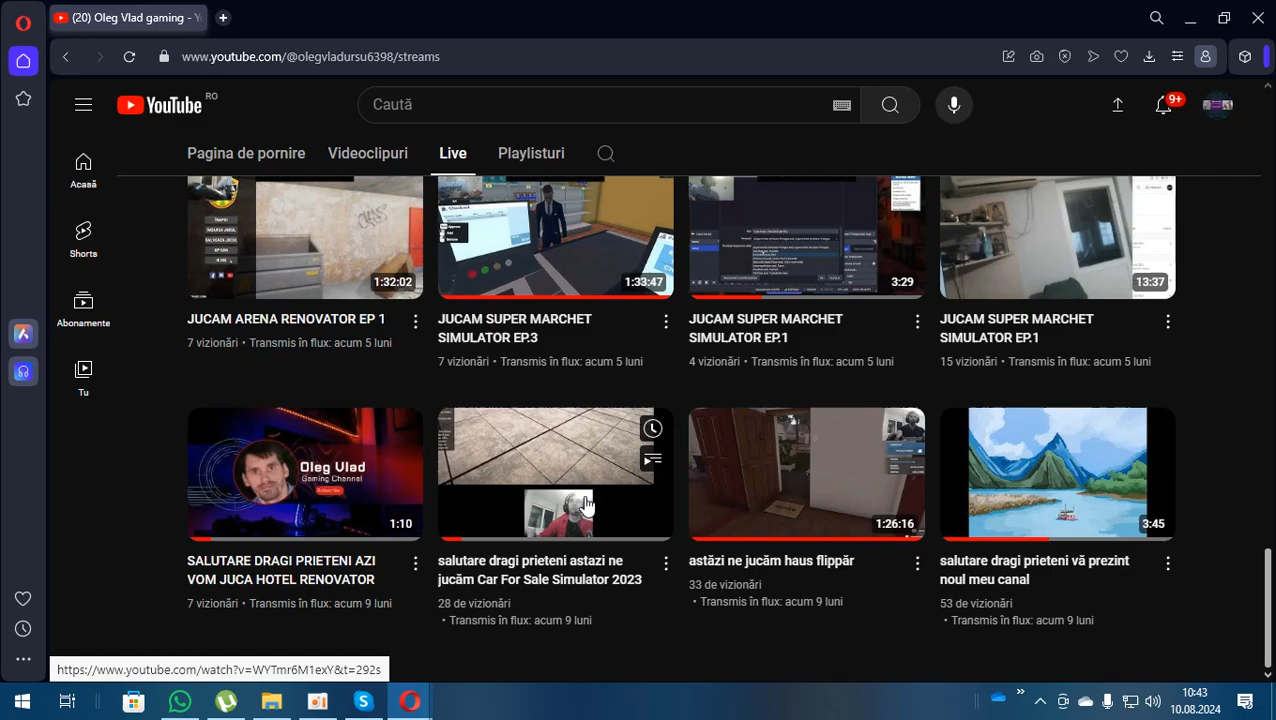 (20) Oleg Vlad gaming - Y
www.youtube.com/@olegvladursu6398/streams
YouTube RO
Caută
9+
Pagina de pornire
Videoclipuri
Live
Playlisturi
Acasă
Shorts
Abonamente
Tu
1:32:02
1:33:47
3:29
13:37
JUCAM ARENA RENOVATOR EP 1
7 vizionări • Transmis în flux: acum 5 luni
JUCAM SUPER MARCHET
SIMULATOR EP.3
7 vizionări • Transmis în flux: acum 5 luni
JUCAM SUPER MARCHET
SIMULATOR EP.1
4 vizionări • Transmis în flux: acum 5 luni
JUCAM SUPER MARCHET
SIMULATOR EP.1
15 vizionări • Transmis în flux: acum 5 luni
Oleg Vlad
Gaming Channel
Subscribe
1:10
1:26:16
3:45
SALUTARE DRAGI PRIETENI AZI
VOM JUCA HOTEL RENOVATOR
7 vizionări • Transmis în flux: acum 9 luni
salutare dragi prieteni astazi ne
jucăm Car For Sale Simulator 2023
28 de vizionări
• Transmis în flux: acum 9 luni
astăzi ne jucăm haus flippăr
33 de vizionări
• Transmis în flux: acum 9 luni
salutare dragi prieteni vă prezint
noul meu canal
53 de vizionări
• Transmis în flux: acum 9 luni
https://www.youtube.com/watch?v=WYTmr6M1exY&t=292s
10:43
10.08.2024